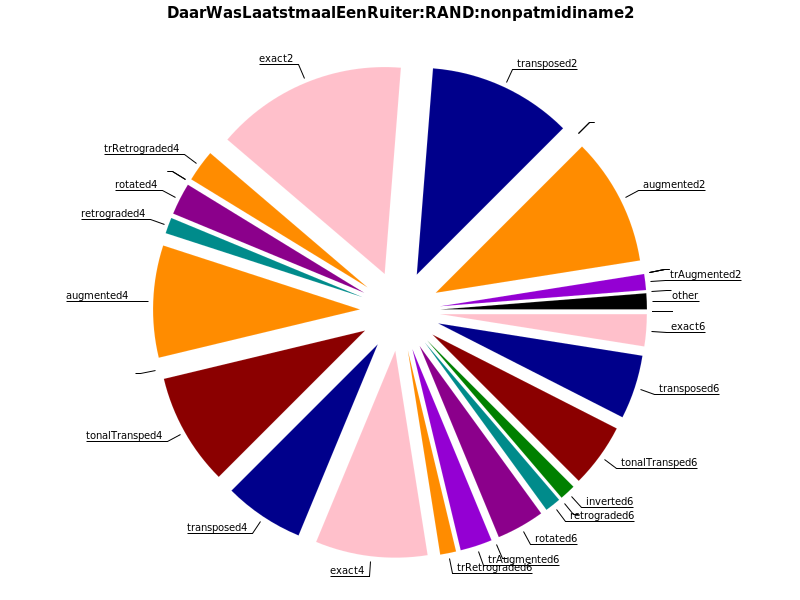 DaarWasLaatstmaalEenRuiter:RAND:nonpatmidiname2
exact2
transposed2
trRetrograded4
augmented2
rotated4
retrograded4
trAugmented2
other
augmented4
exact6
transposed6
tonalTransped4
tonalTransped6
inverted6
retrograded6
transposed4
rotated6
trAugmented6
trRetrograded6
exact4